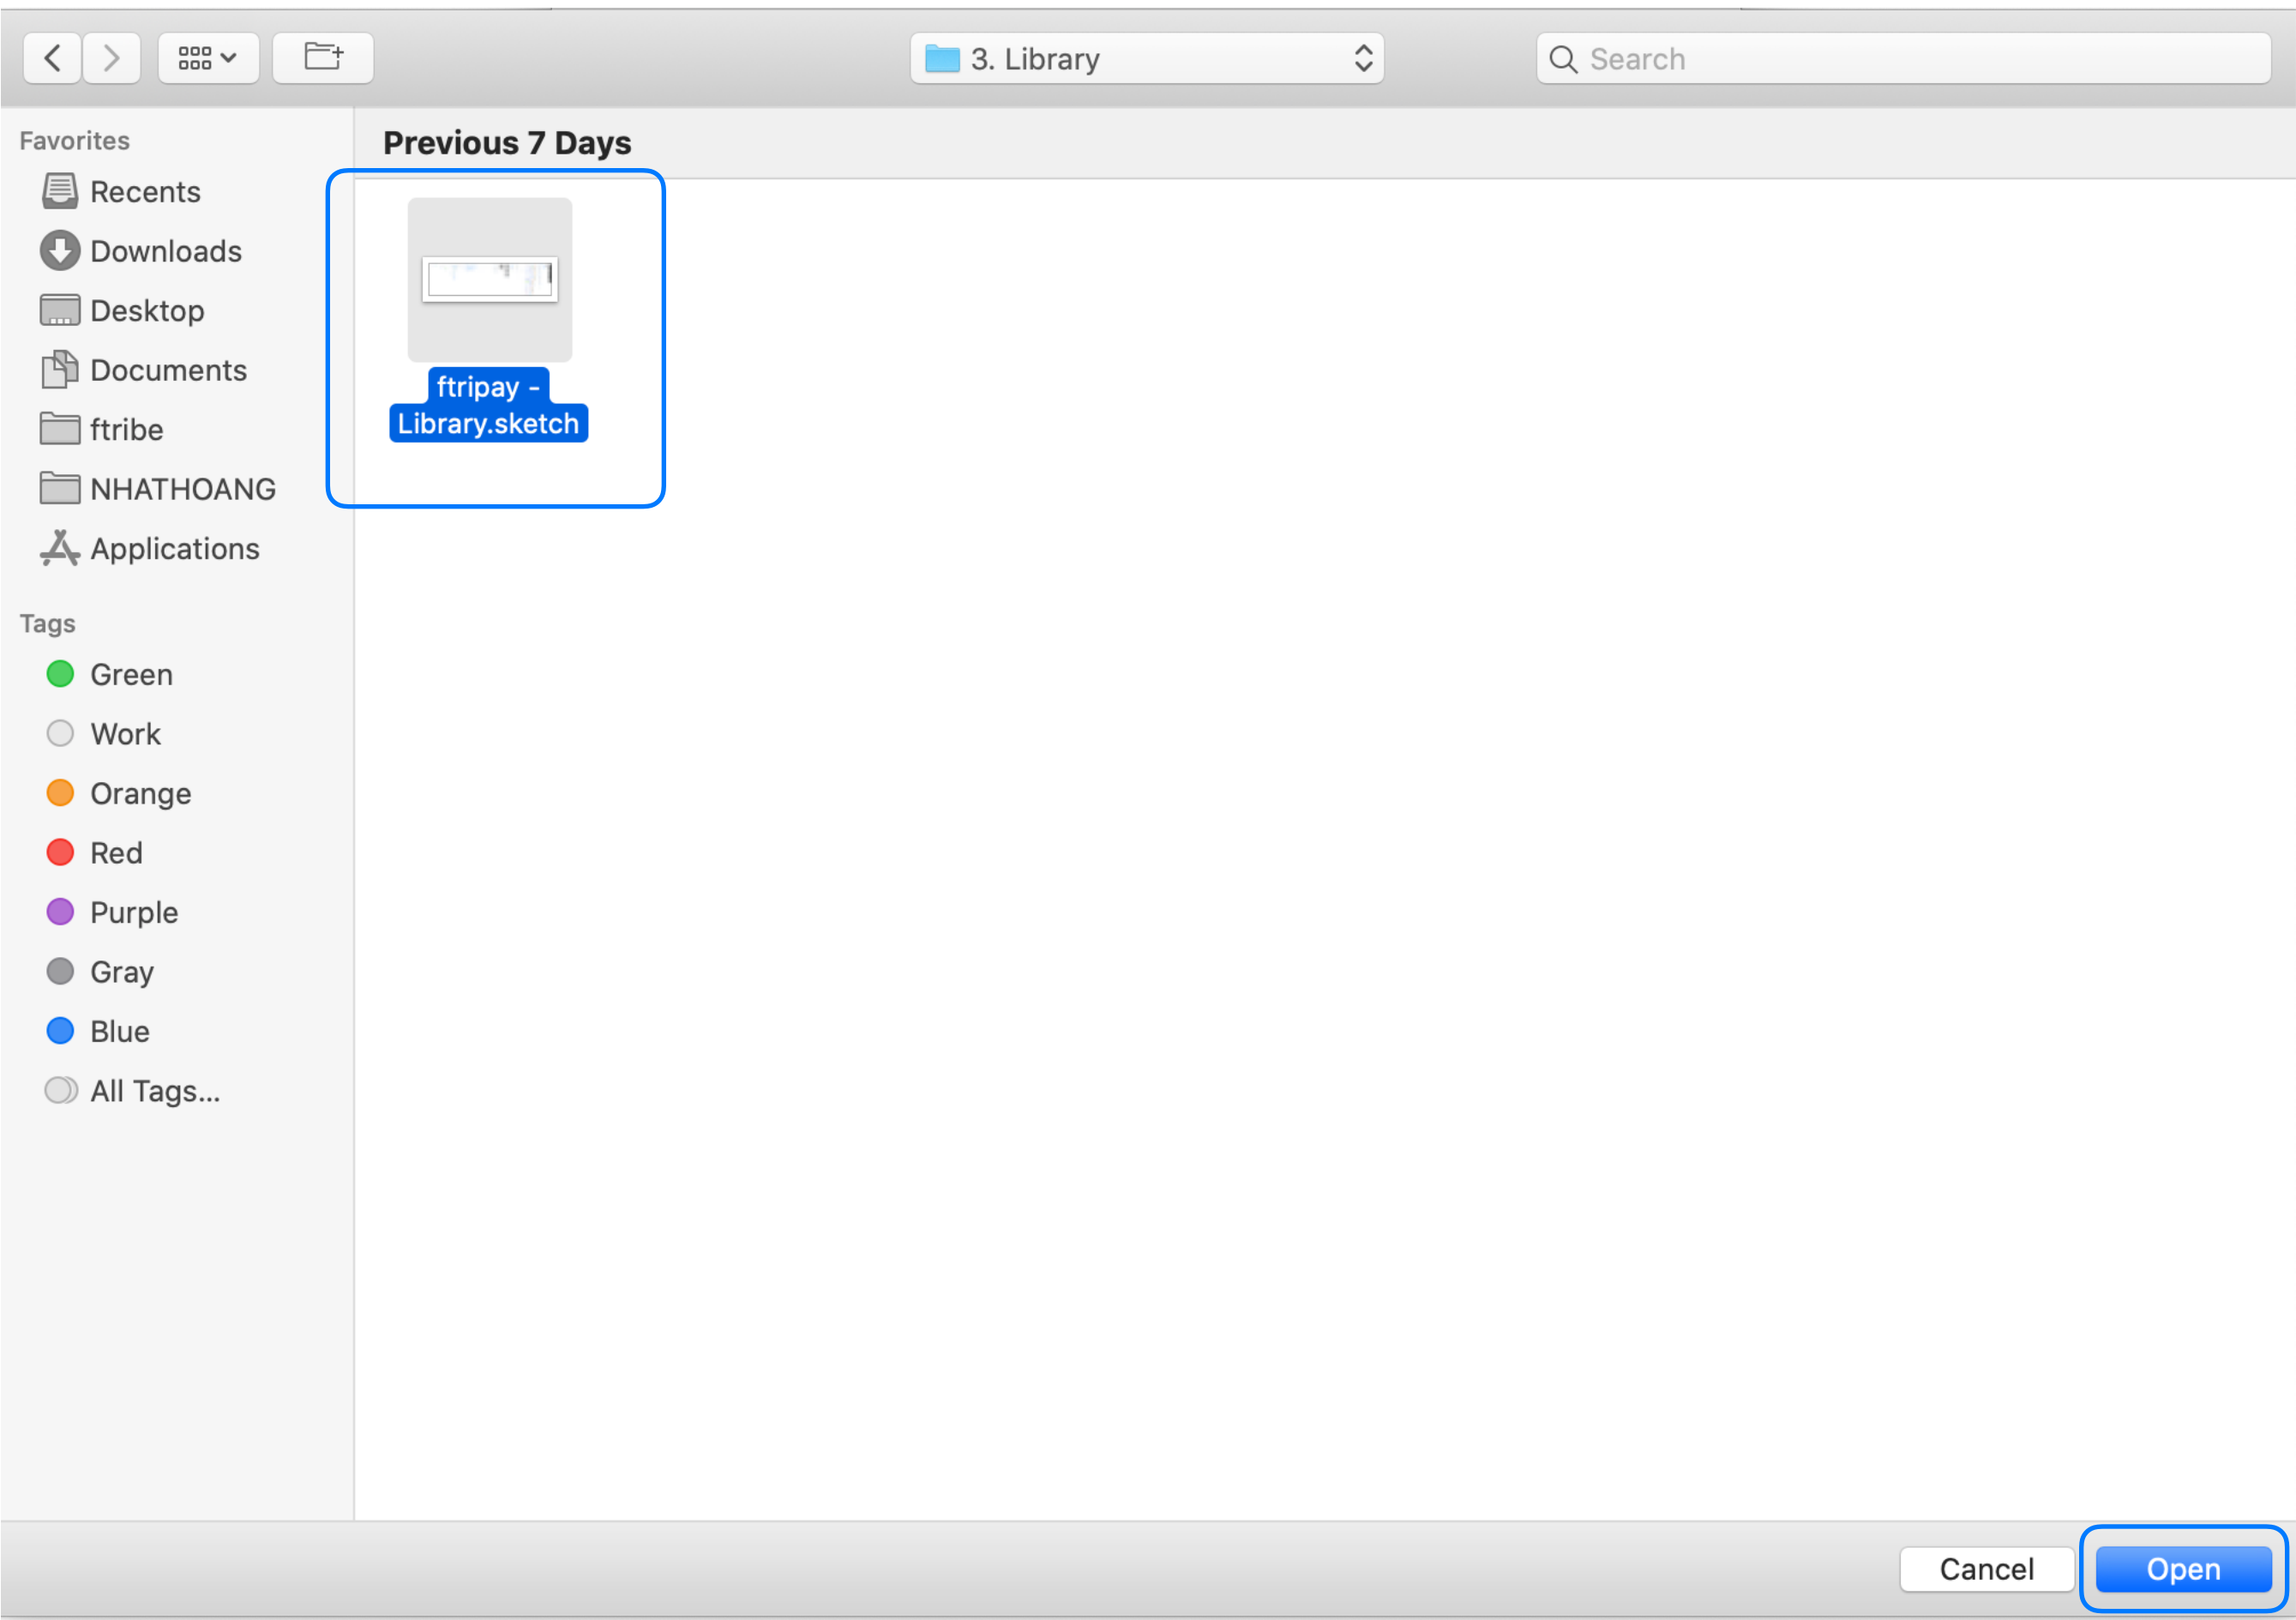 3. Library
Search
Favorites
Recents
Downloads
Desktop
Documents
ftribe
NHATHOANG
Applications
Tags
Green
Work
Orange
Red
Purple
Gray
Blue
All Tags...
Previous 7 Days
ftripay -
Library.sketch
Cancel
Open